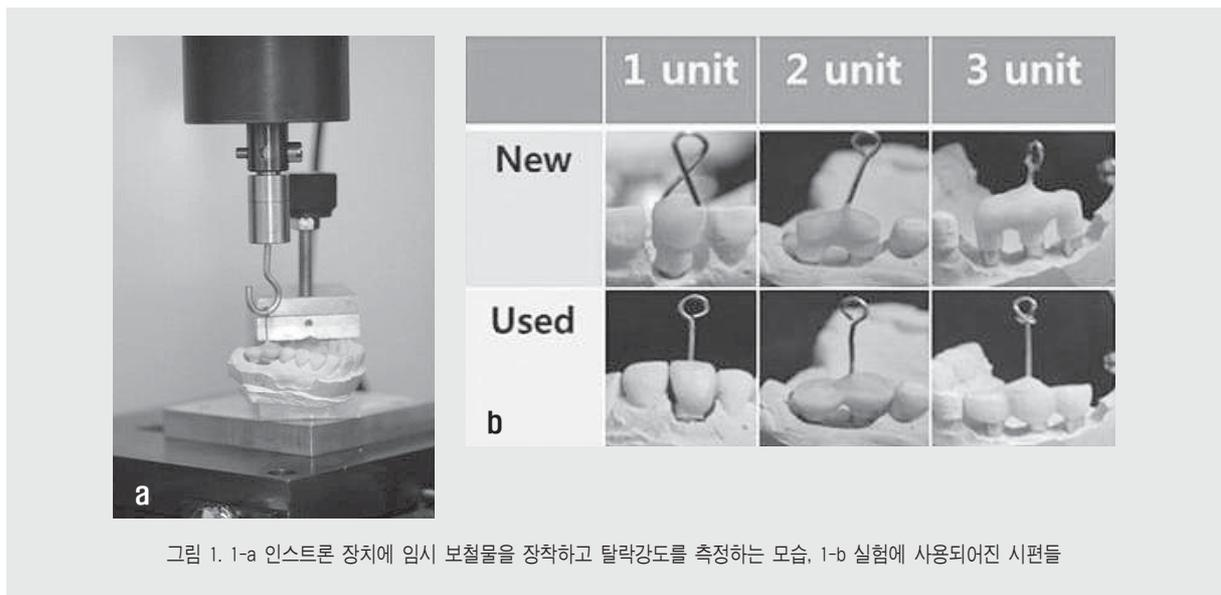 1 unit 2 unit 3 unit
New
Used
b
a
그림 1. 1-a 인스트론 장치에 임시 보철물을 장착하고 탈락강도를 측정하는 모습, 1-b 실험에 사용되어진 시편들